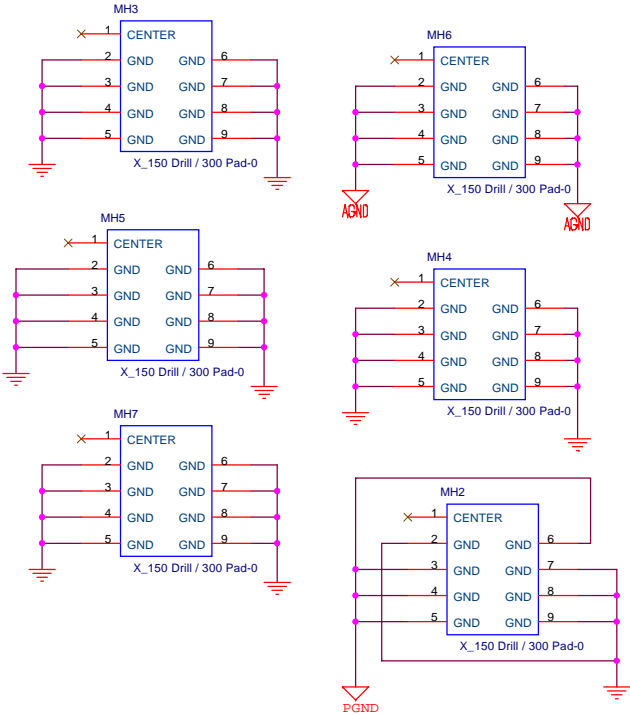 MH3
1 CENTER
2 GND GND 6
3 GND GND 7
4 GND GND 8
5 GND GND 9
X_150 Drill / 300 Pad-0
MH6
1 CENTER
2 GND GND 6
3 GND GND 7
4 GND GND 8
5 GND GND 9
X_150 Drill / 300 Pad-0
AGND AGND
MH5
1 CENTER
2 GND GND 6
3 GND GND 7
4 GND GND 8
5 GND GND 9
X_150 Drill / 300 Pad-0
MH4
1 CENTER
2 GND GND 6
3 GND GND 7
4 GND GND 8
5 GND GND 9
X_150 Drill / 300 Pad-0
MH7
1 CENTER
2 GND GND 6
3 GND GND 7
4 GND GND 8
5 GND GND 9
X_150 Drill / 300 Pad-0
MH2
1 CENTER
2 GND GND 6
3 GND GND 7
4 GND GND 8
5 GND GND 9
X_150 Drill / 300 Pad-0
PGND